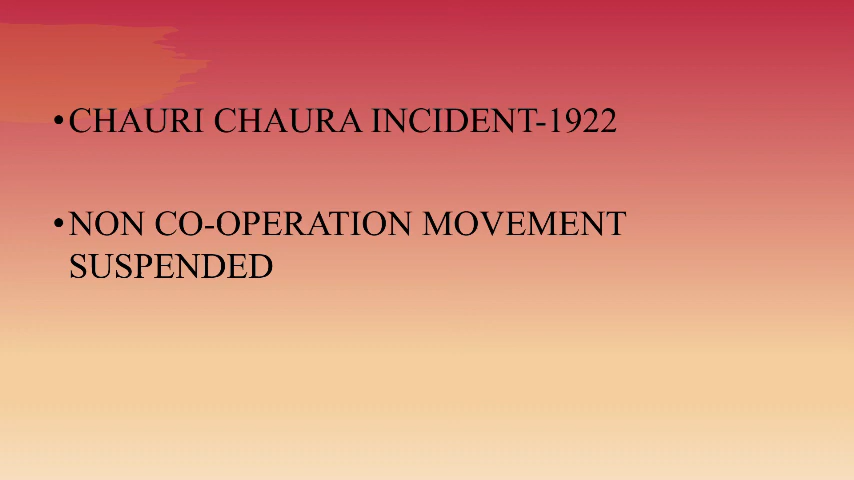 •CHAURI CHAURA INCIDENT-1922
•NON CO-OPERATION MOVEMENT
SUSPENDED